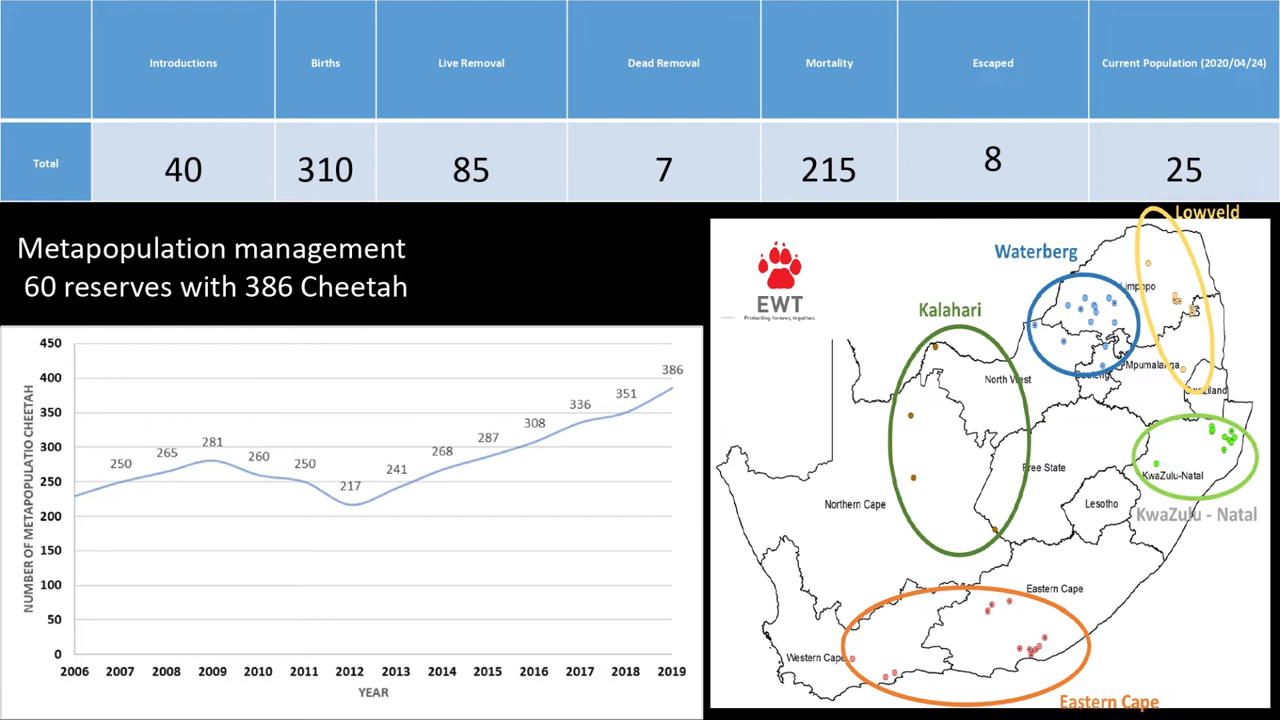 Introductions
Births
Live Removal
Dead Removal
Mortality
Escaped
Current Population (2020/04/24)
Total
40
310
85
7
215
8
25
Metapopulation management
60 reserves with 386 Cheetah
NUMBER OF METAPOPULATIO CHEETAH
450
400
350
300
250
200
150
100
50
0
250
265
281
260
250
217
241
268
287
308
336
351
386
2006
2007
2008
2009
2010
2011
2012
2013
2014
2015
2016
2017
2018
2019
YEAR
EWT
Protecting forever, together.
Lowveld
Waterberg
Limpopo
Kalahari
North West
Mpumalanga
Free State
KwaZulu-Natal
KwaZulu - Natal
Northern Cape
Lesotho
Eastern Cape
Western Cape
Eastern Cape